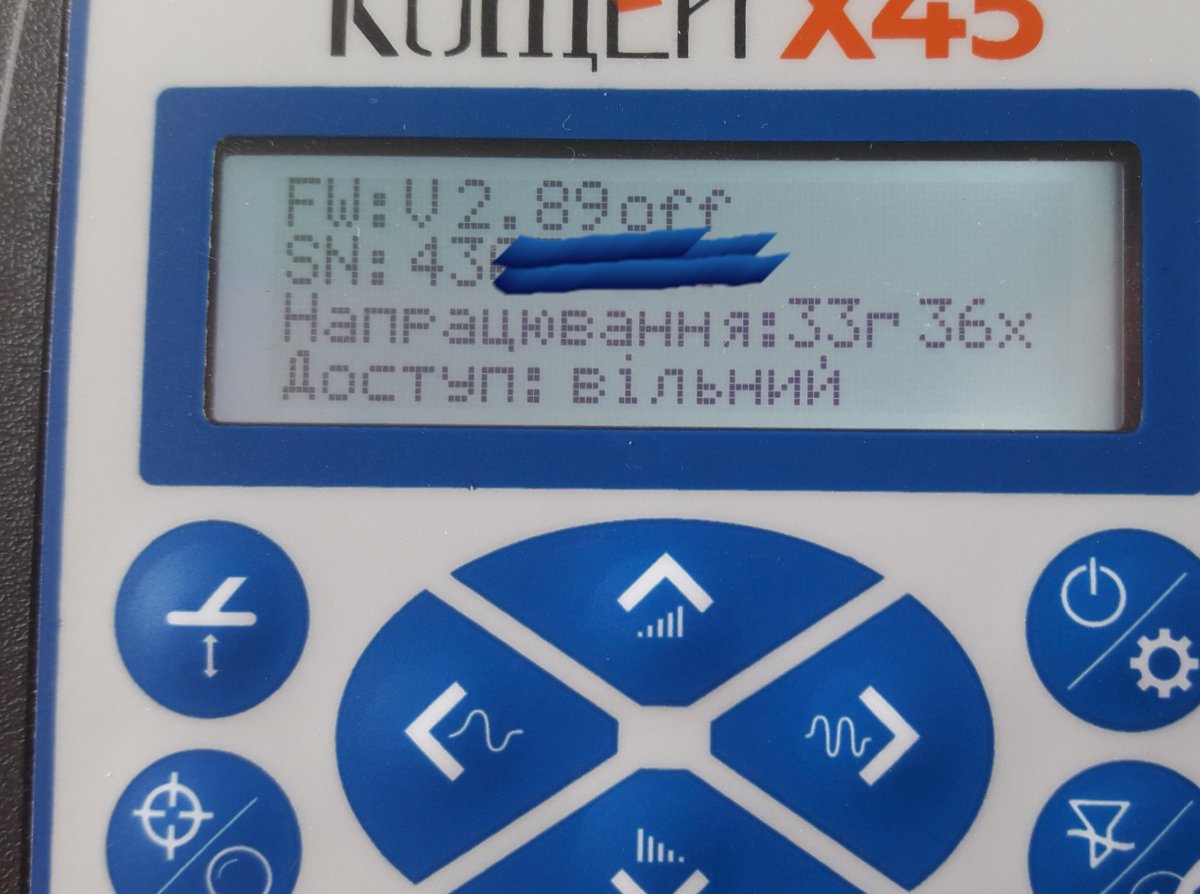 КОЩЕЙ X45
FW:V2.89off
SN:43
Напрацювання:33г 36х
Доступ:вільний